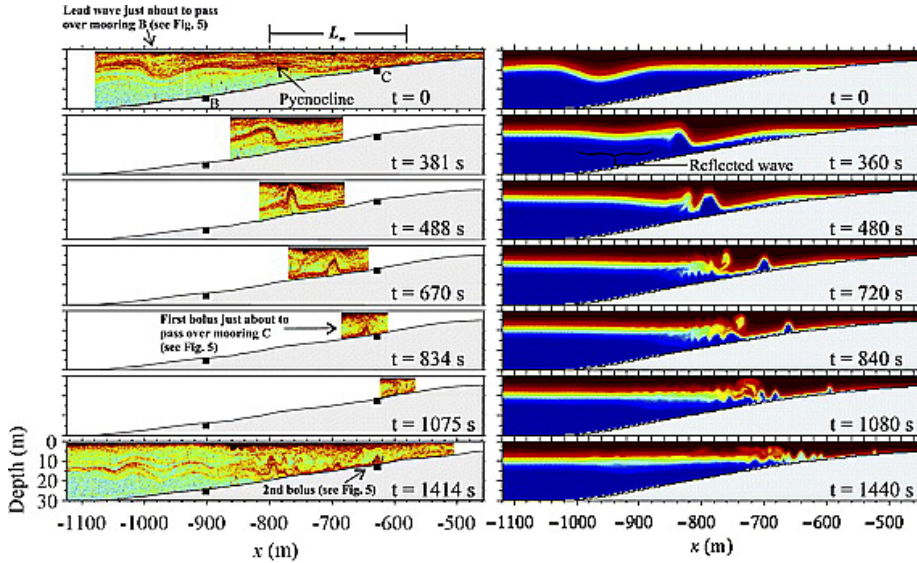 Lead wave just about to pass
over mooring B (see Fig. 5)
L_w
C
B
Pycnocline
t = 0
t = 0
t = 381 s
Reflected wave
t = 360 s
t = 488 s
t = 480 s
t = 670 s
t = 720 s
First bolus just about to
pass over mooring C
(see Fig. 5)
t = 834 s
t = 840 s
t = 1075 s
t = 1080 s
0
10
20
30
Depth (m)
2nd bolus (see Fig. 5)
t = 1414 s
t = 1440 s
-1100 -1000 -900 -800 -700 -600 -500
x (m)
-1100 -1000 -900 -800 -700 -600 -500
x (m)